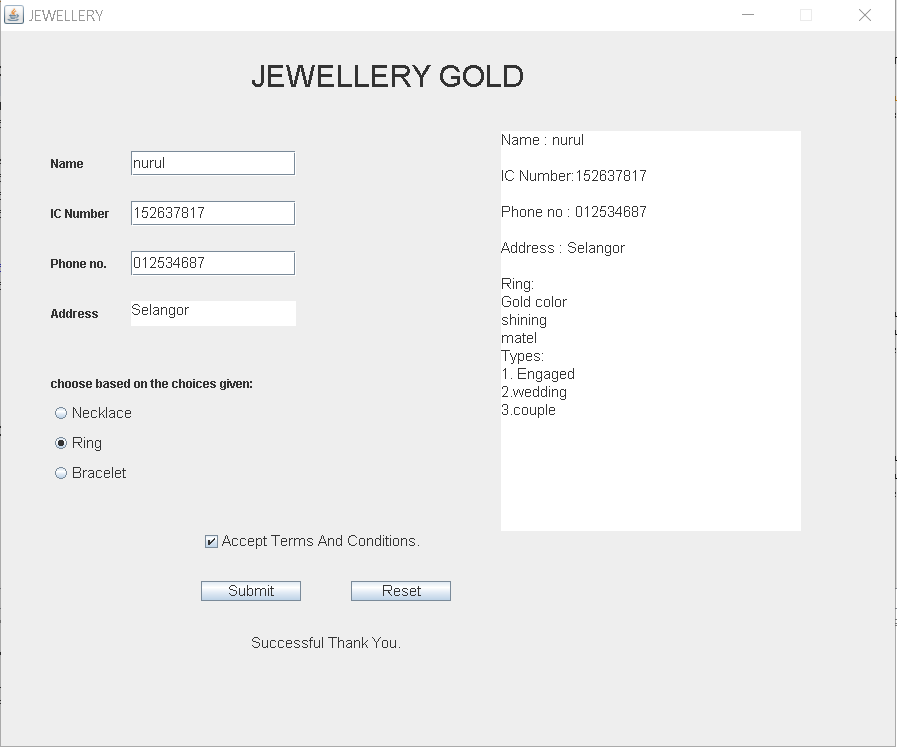 JEWELLERY
JEWELLERY GOLD
Name
nurul
IC Number
152637817
Phone no.
012534687
Address
Selangor
choose based on the choices given:
Necklace
Ring
Bracelet
Accept Terms And Conditions.
Submit
Reset
Successful Thank You.
Name : nurul
IC Number:152637817
Phone no : 012534687
Address : Selangor
Ring:
Gold color
shining
matel
Types:
1. Engaged
2.wedding
3.couple